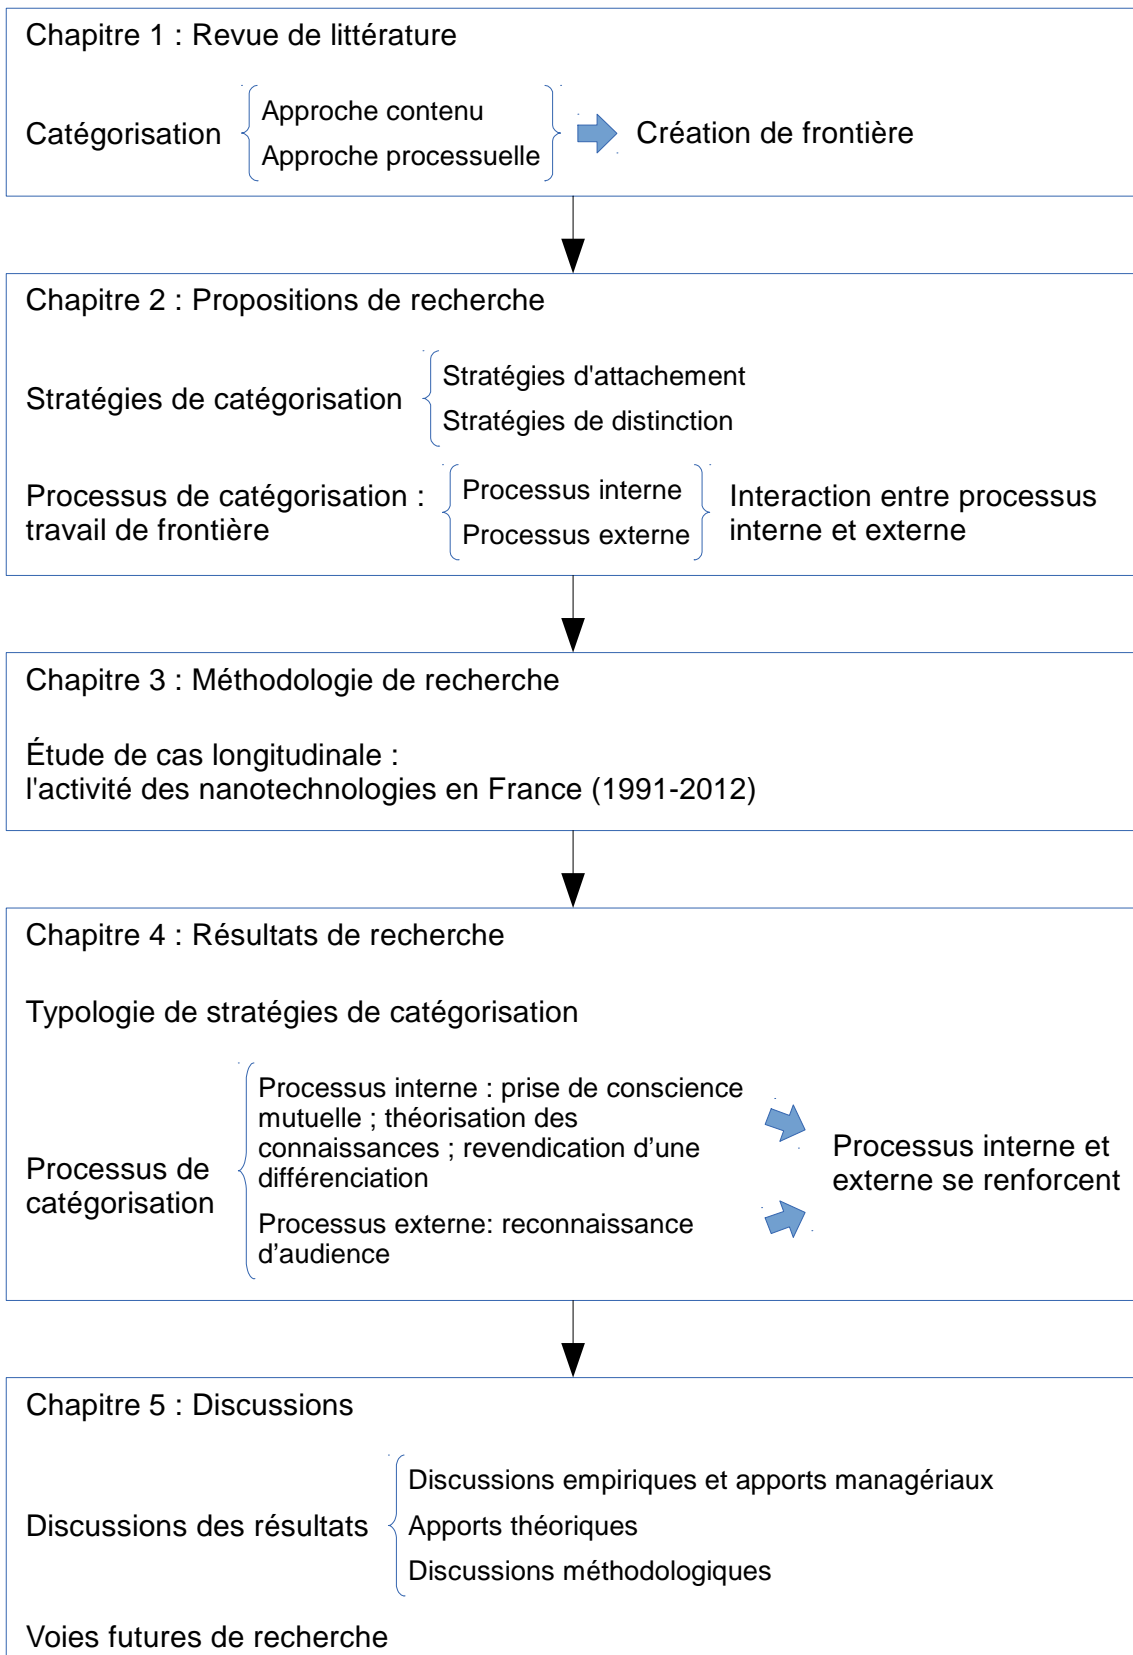 Chapitre 1 : Revue de littérature
Catégorisation
Approche contenu
Approche processuelle
Création de frontière
Chapitre 2 : Propositions de recherche
Stratégies de catégorisation
Stratégies d'attachement
Stratégies de distinction
Processus de catégorisation :
travail de frontière
Processus interne
Processus externe
Interaction entre processus
interne et externe
Chapitre 3 : Méthodologie de recherche
Étude de cas longitudinale :
l'activité des nanotechnologies en France (1991-2012)
Chapitre 4 : Résultats de recherche
Typologie de stratégies de catégorisation
Processus de
catégorisation
Processus interne : prise de conscience
mutuelle ; théorisation des
connaissances ; revendication d’une
différenciation
Processus externe: reconnaissance
d’audience
Processus interne et
externe se renforcent
Chapitre 5 : Discussions
Discussions des résultats
Discussions empiriques et apports managériaux
Apports théoriques
Discussions méthodologiques
Voies futures de recherche